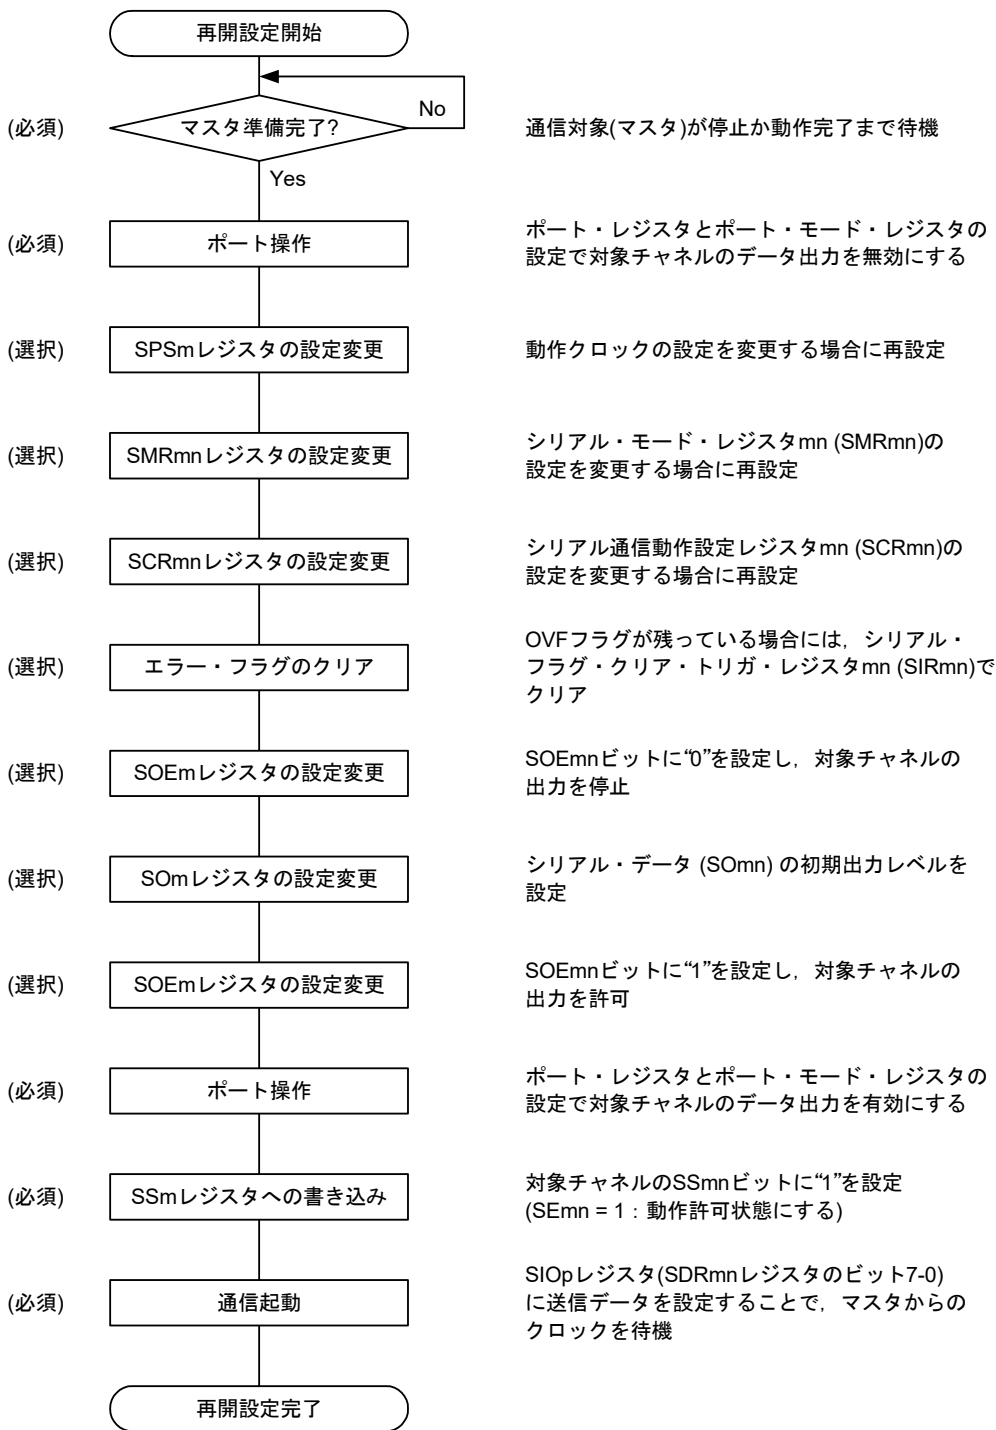 再開設定開始
No
(必須)
マスタ準備完了?
通信対象(マスタ)が停止か動作完了まで待機
Yes
(必須)
ポート操作
ポート・レジスタとポート・モード・レジスタの
設定で対象チャネルのデータ出力を無効にする
(選択)
SPSmレジスタの設定変更
動作クロックの設定を変更する場合に再設定
(選択)
SMRmnレジスタの設定変更
シリアル・モード・レジスタmn (SMRmn)の
設定を変更する場合に再設定
(選択)
SCRmnレジスタの設定変更
シリアル通信動作設定レジスタmn (SCRmn)の
設定を変更する場合に再設定
(選択)
エラー・フラグのクリア
OVFフラグが残っている場合には，シリアル・
フラグ・クリア・トリガ・レジスタmn (SIRmn)で
クリア
(選択)
SOEmレジスタの設定変更
SOEmnビットに“0”を設定し，対象チャネルの
出力を停止
(選択)
SOmレジスタの設定変更
シリアル・データ (SOmn) の初期出力レベルを
設定
(選択)
SOEmレジスタの設定変更
SOEmnビットに“1”を設定し，対象チャネルの
出力を許可
(必須)
ポート操作
ポート・レジスタとポート・モード・レジスタの
設定で対象チャネルのデータ出力を有効にする
(必須)
SSmレジスタへの書き込み
対象チャネルのSSmnビットに“1”を設定
(SEmn = 1：動作許可状態にする)
(必須)
通信起動
SIOpレジスタ(SDRmnレジスタのビット7-0)
に送信データを設定することで，マスタからの
クロックを待機
再開設定完了